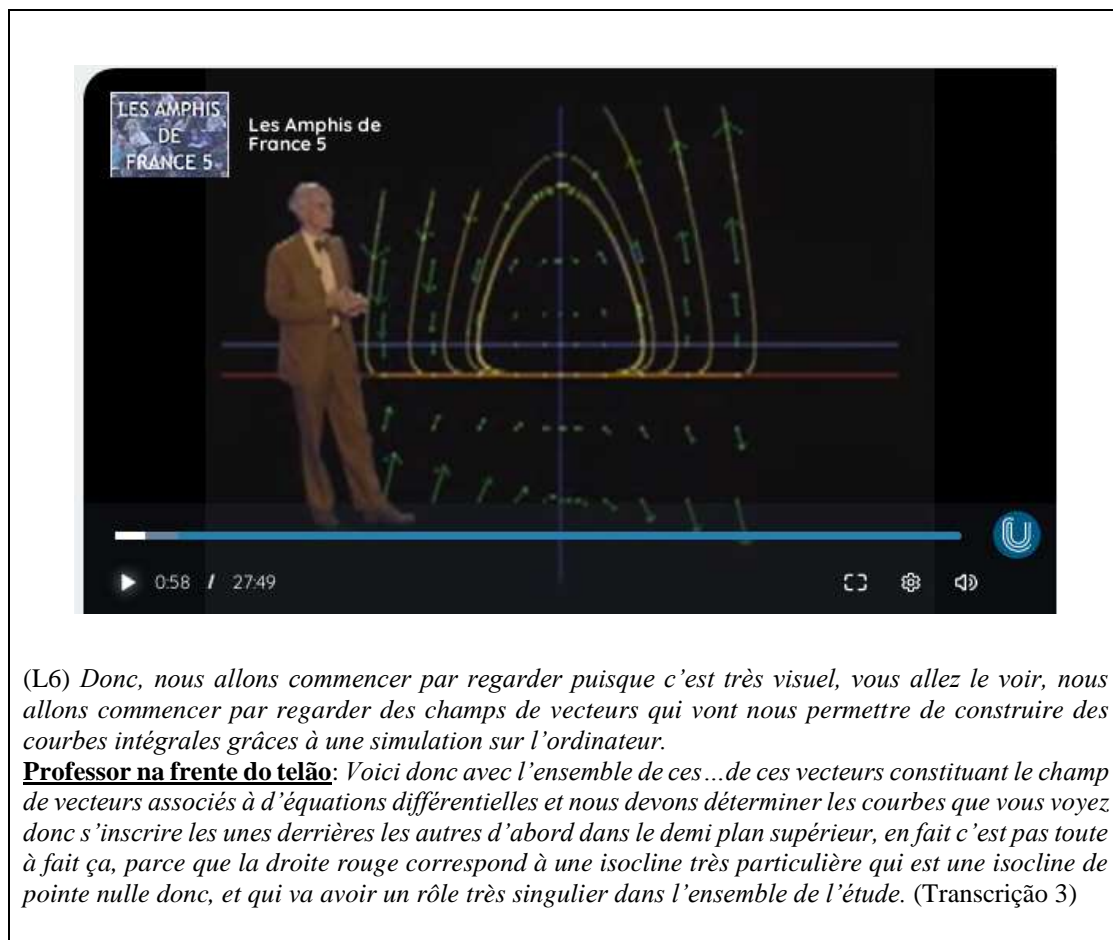 LES AMPHIS
DE
FRANCE 5
Les Amphis de
France 5
0:58 / 27:49
(L6) Donc, nous allons commencer par regarder puisque c’est très visuel, vous allez le voir, nous
allons commencer par regarder des champs de vecteurs qui vont nous permettre de construire des
courbes intégrales grâces à une simulation sur l’ordinateur.
Professor na frente do telão: Voici donc avec l’ensemble de ces…de ces vecteurs constituant le champ
de vecteurs associés à d’équations différentielles et nous devons déterminer les courbes que vous voyez
donc s’inscrire les unes derrières les autres d’abord dans le demi plan supérieur, en fait c’est pas toute
à fait ça, parce que la droite rouge correspond à une isocline très particulière qui est une isocline de
pointe nulle donc, et qui va avoir un rôle très singulier dans l’ensemble de l’étude. (Transcrição 3)